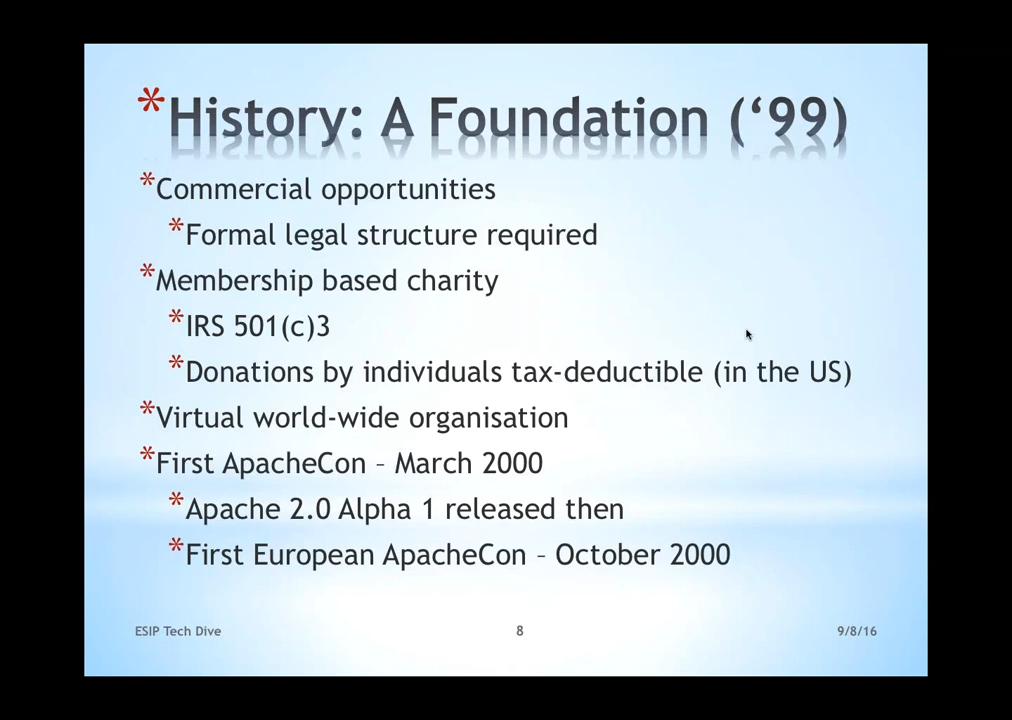 *History: A Foundation (‘99)
*Commercial opportunities
*Formal legal structure required
*Membership based charity
*IRS 501(c)3
*Donations by individuals tax-deductible (in the US)
*Virtual world-wide organisation
*First ApacheCon – March 2000
*Apache 2.0 Alpha 1 released then
*First European ApacheCon – October 2000
ESIP Tech Dive 8 9/8/16